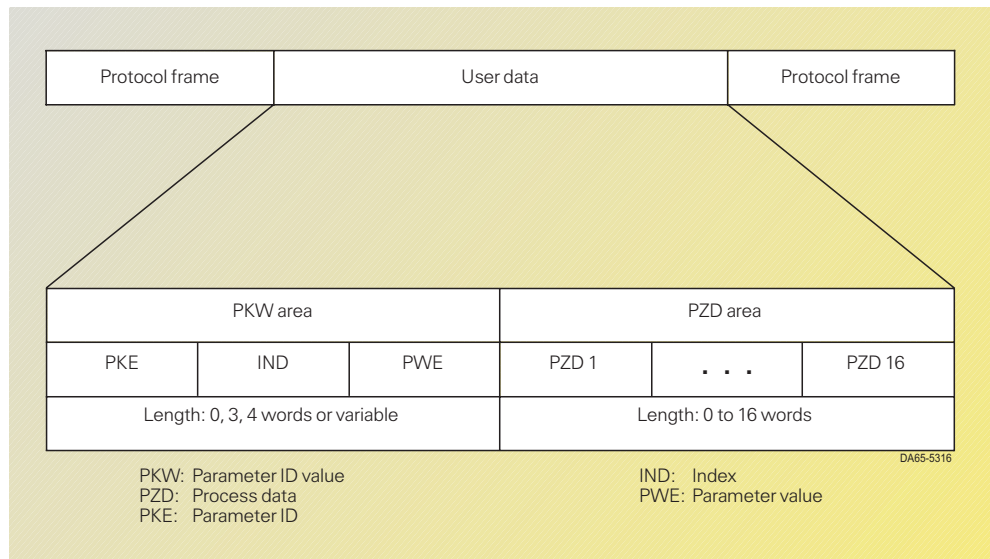 Protocol frame User data Protocol frame
PKW area PZD area
PKE IND PWE PZD 1 . . . PZD 16
Length: 0, 3, 4 words or variable Length: 0 to 16 words
DA65-5316
PKW: Parameter ID value
PZD: Process data
PKE: Parameter ID
IND: Index
PWE: Parameter value